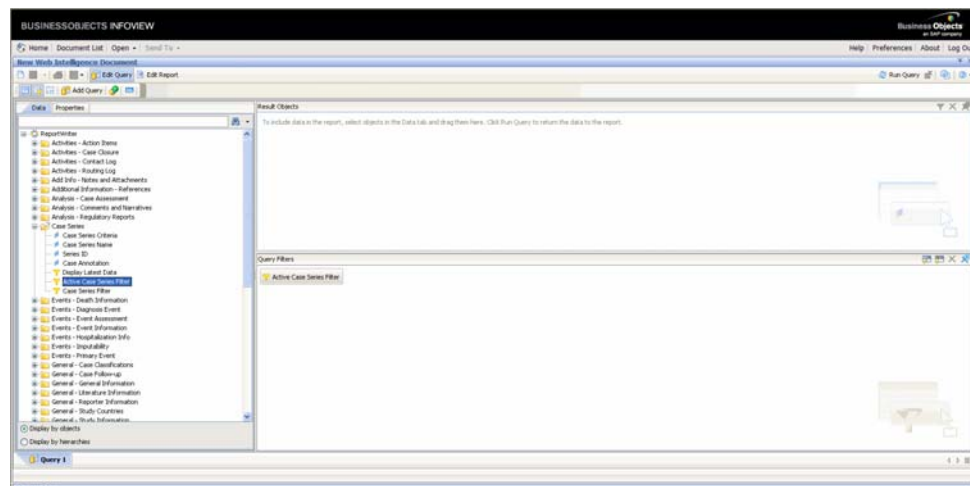 BUSINESSOBJECTS INFOVIEW
Business Objects
an SAP company
Home Document List Open Send To
Help Preferences About Log Ou
New Web Intelligence Document
Edit Query Edit Report
Run Query
Add Query
Data Properties
Result Objects
To include data in the report, select objects in the Data tab and drag them here. Click Run Query to return the data to the report.
ReportWriter
Activities - Action Items
Activities - Case Closure
Activities - Contact Log
Activities - Routing Log
Add Info - Notes and Attachments
Additional Information - References
Analysis - Case Assessment
Analysis - Comments and Narratives
Analysis - Regulatory Reports
Case Series
Case Series Criteria
Case Series Name
Series ID
Case Annotation
Display Latest Data
Active Case Series Filter
Case Series Filter
Query Filters
Active Case Series Filter
Events - Death Information
Events - Diagnosis Event
Events - Event Assessment
Events - Event Information
Events - Hospitalization Info
Events - Imputability
Events - Primary Event
General - Case Classifications
General - Case Follow-up
General - General Information
General - Literature Information
General - Reporter Information
General - Study Countries
General - Study Information
Display by objects
Display by hierarchies
Query 1